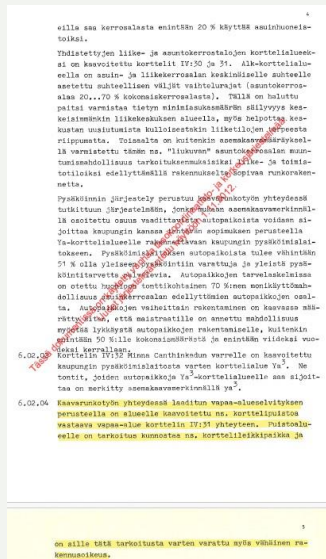 4
eilla saa kerrosalasta enintään 20 % käyttää asuinhuoneis-
toiksi.
Yhdistettyjen liike- ja asuntokerrostalojen korttelialueek-
si on kaavoitettu korttelit IV:30 ja 31. Alk-korttelialu-
eella on asuin- ja liikekerrosalan keskinäiselle suhteelle
asetettu suhteellisen väljät vaihtelurajat (asuntokerros-
alaa 20...70 % kokonaiskerrosalasta). Tällä on haluttu
paitsi varmistaa tietyn minimiasukasmäärän säilyvyys kes-
keisimmänkin liikekeskuksen alueella, myös helpottaa kes-
kustan uusiutumista kulloisestakin liiketilojen tarpeesta
riippumatta. Toisaalta on kuitenkin asemakaavamääräyksel-
lä varmistettu tämän ns. "liukuvan" asuntokerrosalan muun-
tumismahdollisuus tarkoituksenmukaisiksi liike- ja toimis-
totiloiksi edellyttämällä rakennukselta sopivaa runkoraken-
netta.
Pysäköinnin järjestely perustuu kaavarunkotyön yhteydessä
tutkittuun järjestelmään, jonka mukaan asemakaavamerkinnäl-
lä osoitettu osuus vaadittavista autopaikoista voidaan si-
joittaa kaupungin kanssa tehtävän sopimuksen perusteella
Ya-korttelialueelle rakennettavaan kaupungin pysäköintilai-
tokseen. Pysäköintilaitoksen autopaikoista tulee vähintään
51 % olla yleiseen pysäköintiin varattuja ja yleistä pysä-
köintitarvetta palvelevia. Autopaikkojen tarvelaskelmissa
on otettu huomioon tonttikohtainen 70 %:nen monikäyttömah-
dollisuus asuinkerrosalan edellyttämien autopaikkojen osal-
ta. Autopaikkojen vaiheittain rakentaminen on kaavassa mää-
rätty siten, että maistraatille on annettu mahdollisuus
myöntää lykkäystä autopaikkojen rakentamiselle, kuitenkin
enintään 50 %:lle kokonaismäärästä ja enintään viideksi vuo-
deksi kerrallaan.
6.02.03 Korttelin IV:32 Minna Canthinkadun varrelle on kaavoitettu
kaupungin pysäköintilaitosta varten korttelialue Ya³. Ne
tontit, joiden autopaikkoja Ya³-korttelialueelle saa sijoit-
taa on merkitty asemakaavamerkinnällä ya³.
6.02.04 Kaavarunkotyön yhteydessä laaditun vapaa-alueselvityksen
perusteella on alueelle kaavoitettu ns. korttelipuistoa
vastaava vapaa-alue kortteliin IV:31 yhteyteen. Puistoalu-
eelle on tarkoitus kunnostaa ns. kortteliteikkipaikka ja
5
on sille tätä tarkoitusta varten varattu myös vähäinen ra-
kennusoikeus.